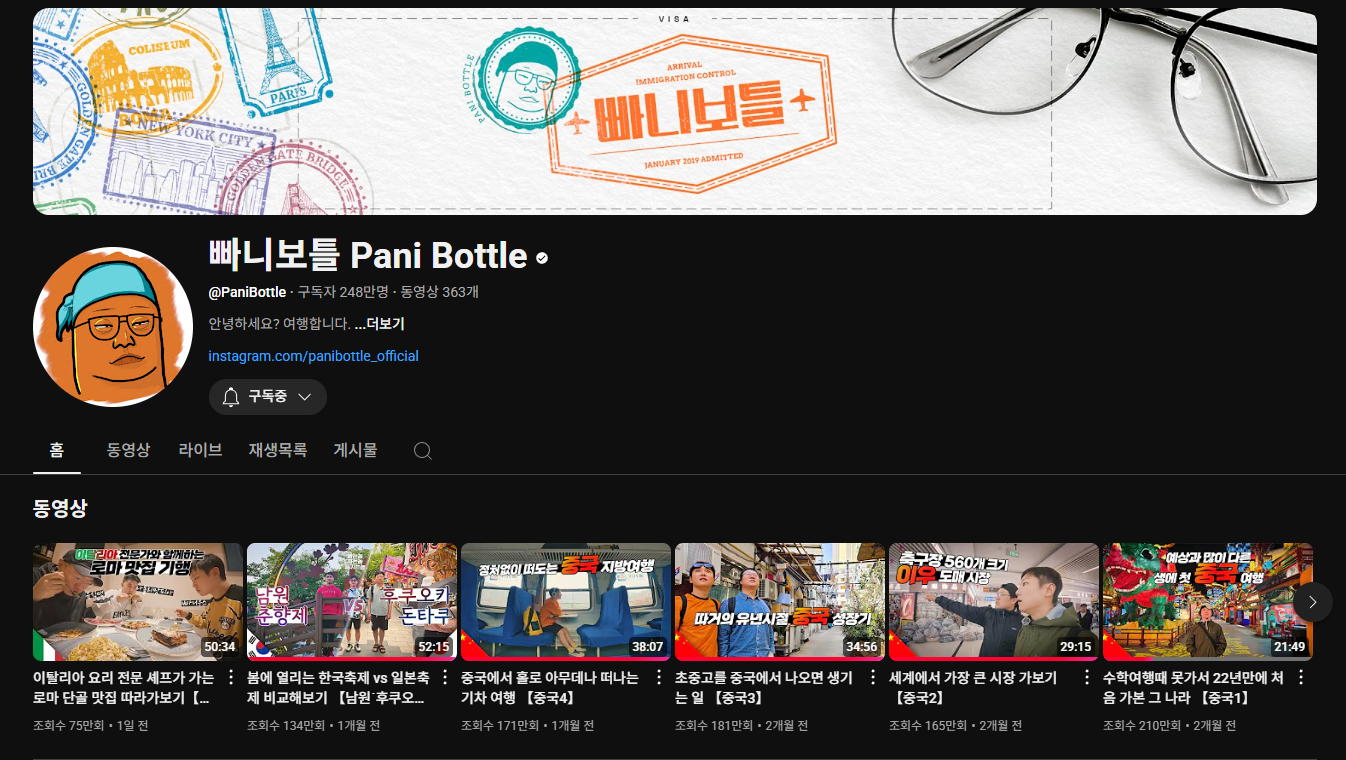 VISA
COLISEUM
ROMA
PARIS
NEW YORK CITY
GOLDEN GATE BRIDGE
PANI BOTTLE
ARRIVAL
IMMIGRATION CONTROL
빠니보틀
JANUARY 2019 ADMITTED
빠니보틀 Pani Bottle
@PaniBottle · 구독자 248만명 · 동영상 363개
안녕하세요? 여행합니다. ...더보기
instagram.com/panibottle_official
구독중
홈 동영상 라이브 재생목록 게시물
동영상
이탈리아 전문가와 함께하는
로마 맛집 기행
50:34
이탈리아 요리 전문 셰프가 가는
로마 단골 맛집 따라가보기【...
조회수 75만회 • 1일 전
남원
춘향제
VS
후쿠오카
돈타쿠
52:15
봄에 열리는 한국축제 vs 일본축
제 비교해보기 【남원˙후쿠오...
조회수 134만회 • 1개월 전
정처없이 떠도는 중국 지방여행
38:07
중국에서 홀로 아무데나 떠나는
기차 여행 【중국4】
조회수 171만회 • 1개월 전
따거의 유년시절 중국 성장기
34:56
초중고를 중국에서 나오면 생기
는 일 【중국3】
조회수 181만회 • 2개월 전
축구장 560개 크기
이우 도매 시장
29:15
세계에서 가장 큰 시장 가보기
【중국2】
조회수 165만회 • 2개월 전
예상과 많이 다른
생에 첫 중국 여행
21:49
수학여행때 못가서 22년만에 처
음 가본 그 나라 【중국1】
조회수 210만회 • 2개월 전